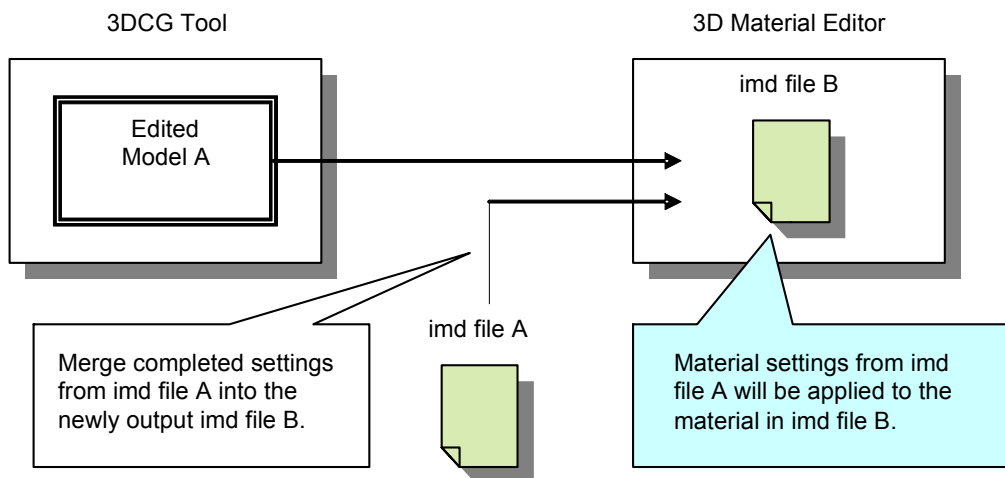 3DCG Tool
3D Material Editor
Edited
Model A
imd file B
imd file A
Merge completed settings
from imd file A into the
newly output imd file B.
Material settings from imd
file A will be applied to the
material in imd file B.